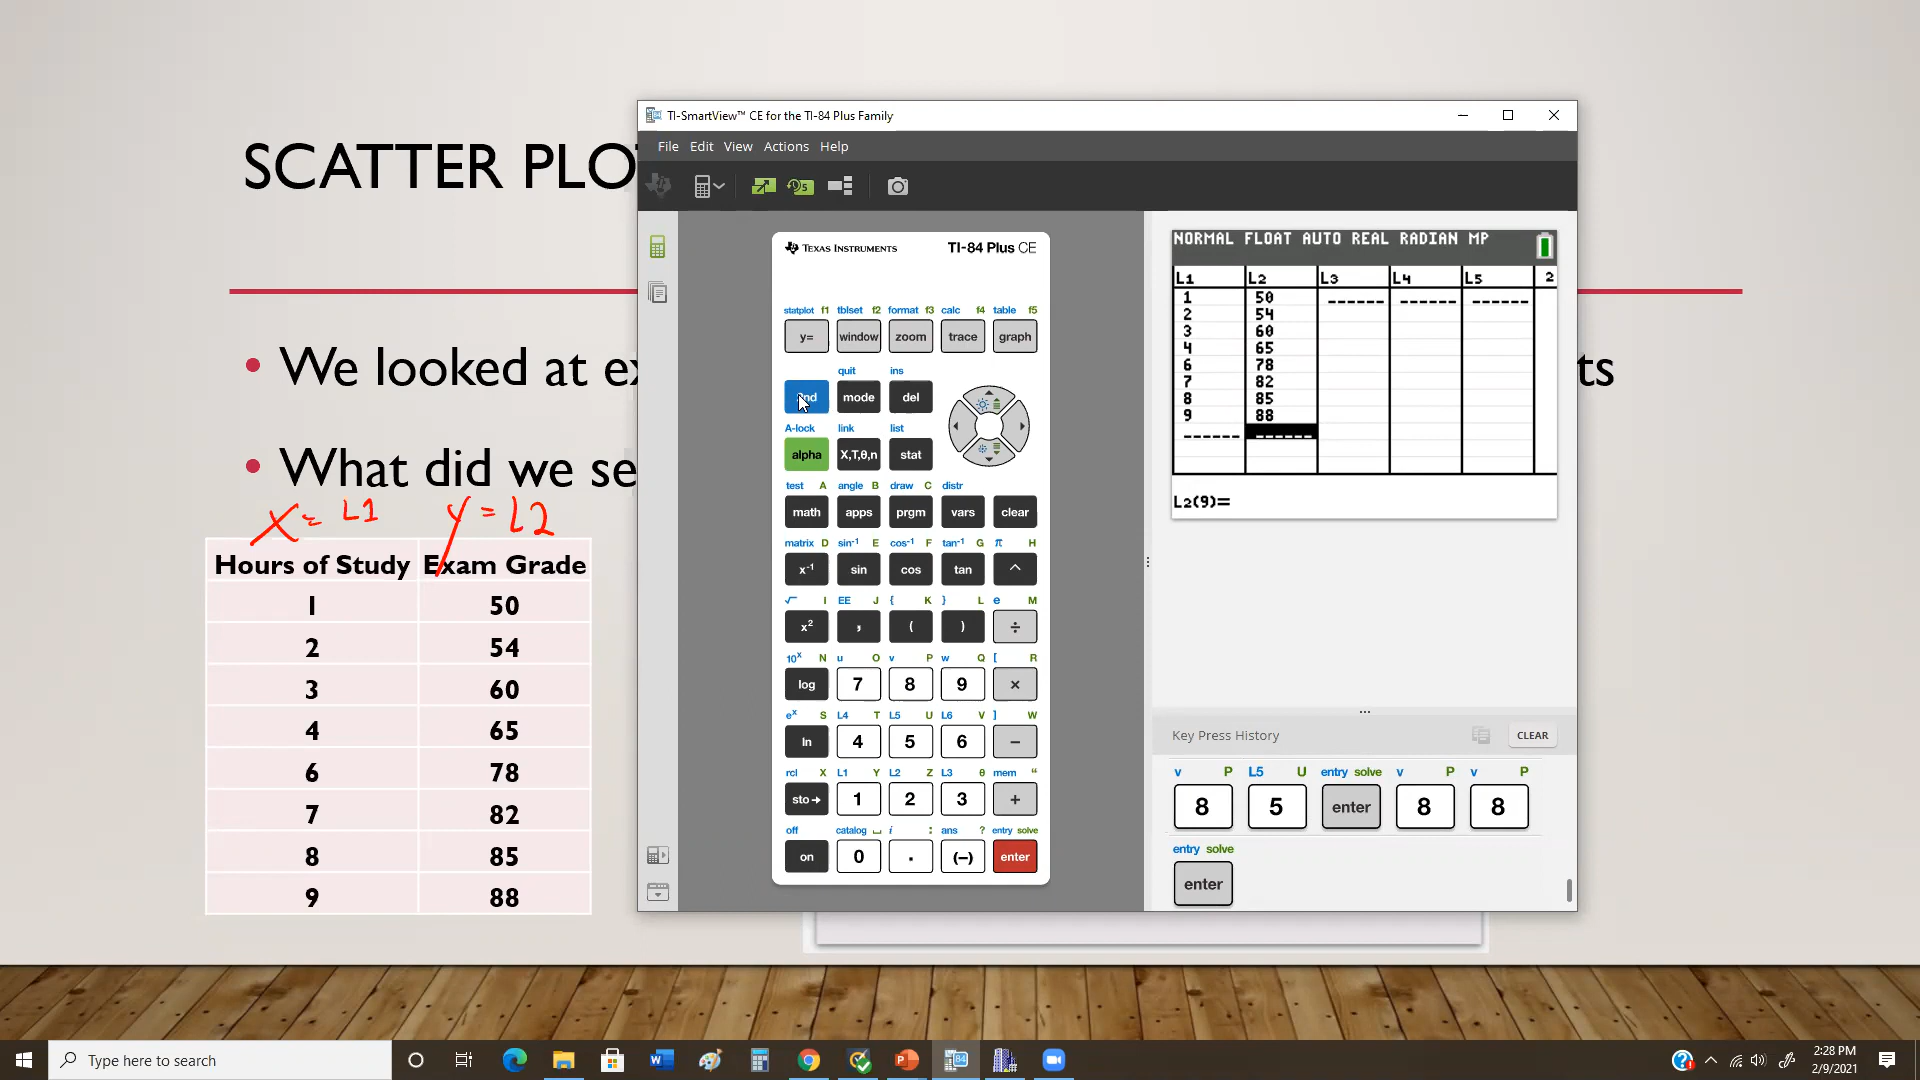 SCATTER PLO
We looked at ex
ts
What did we se
X = L1
y = L2
Hours of Study Exam Grade
1 50
2 54
3 60
4 65
6 78
7 82
8 85
9 88
TI-SmartView™ CE for the TI-84 Plus Family
File Edit View Actions Help
5
TEXAS INSTRUMENTS TI-84 Plus CE
statplot f1 tblset f2 format f3 calc f4 table f5
y= window zoom trace graph
quit ins
2nd mode del
A-lock link list
alpha X,T,θ,n stat
test A angle B draw C distr
math apps prgm vars clear
matrix D sin-1 E cos-1 F tan-1 G π H
x-1 sin cos tan ^
√ I EE J { K } L e M
x2 , ( ) ÷
10x N u O v P w Q [ R
log 7 8 9 ×
ex S L4 T L5 U L6 V ] W
ln 4 5 6 −
rcl X L1 Y L2 Z L3 θ mem "
sto→ 1 2 3 +
off catalog ⎵ i : ans ? entry solve
on 0 . (−) enter
NORMAL FLOAT AUTO REAL RADIAN MP
L1 L2 L3 L4 L5 2
1 50 ------ ------ ------
2 54
3 60
4 65
6 78
7 82
8 85
9 88
------ ------
L2(9)=
Key Press History CLEAR
v P L5 U entry solve v P v P
8 5 enter 8 8
entry solve
enter
Type here to search
84
2:28 PM
2/9/2021